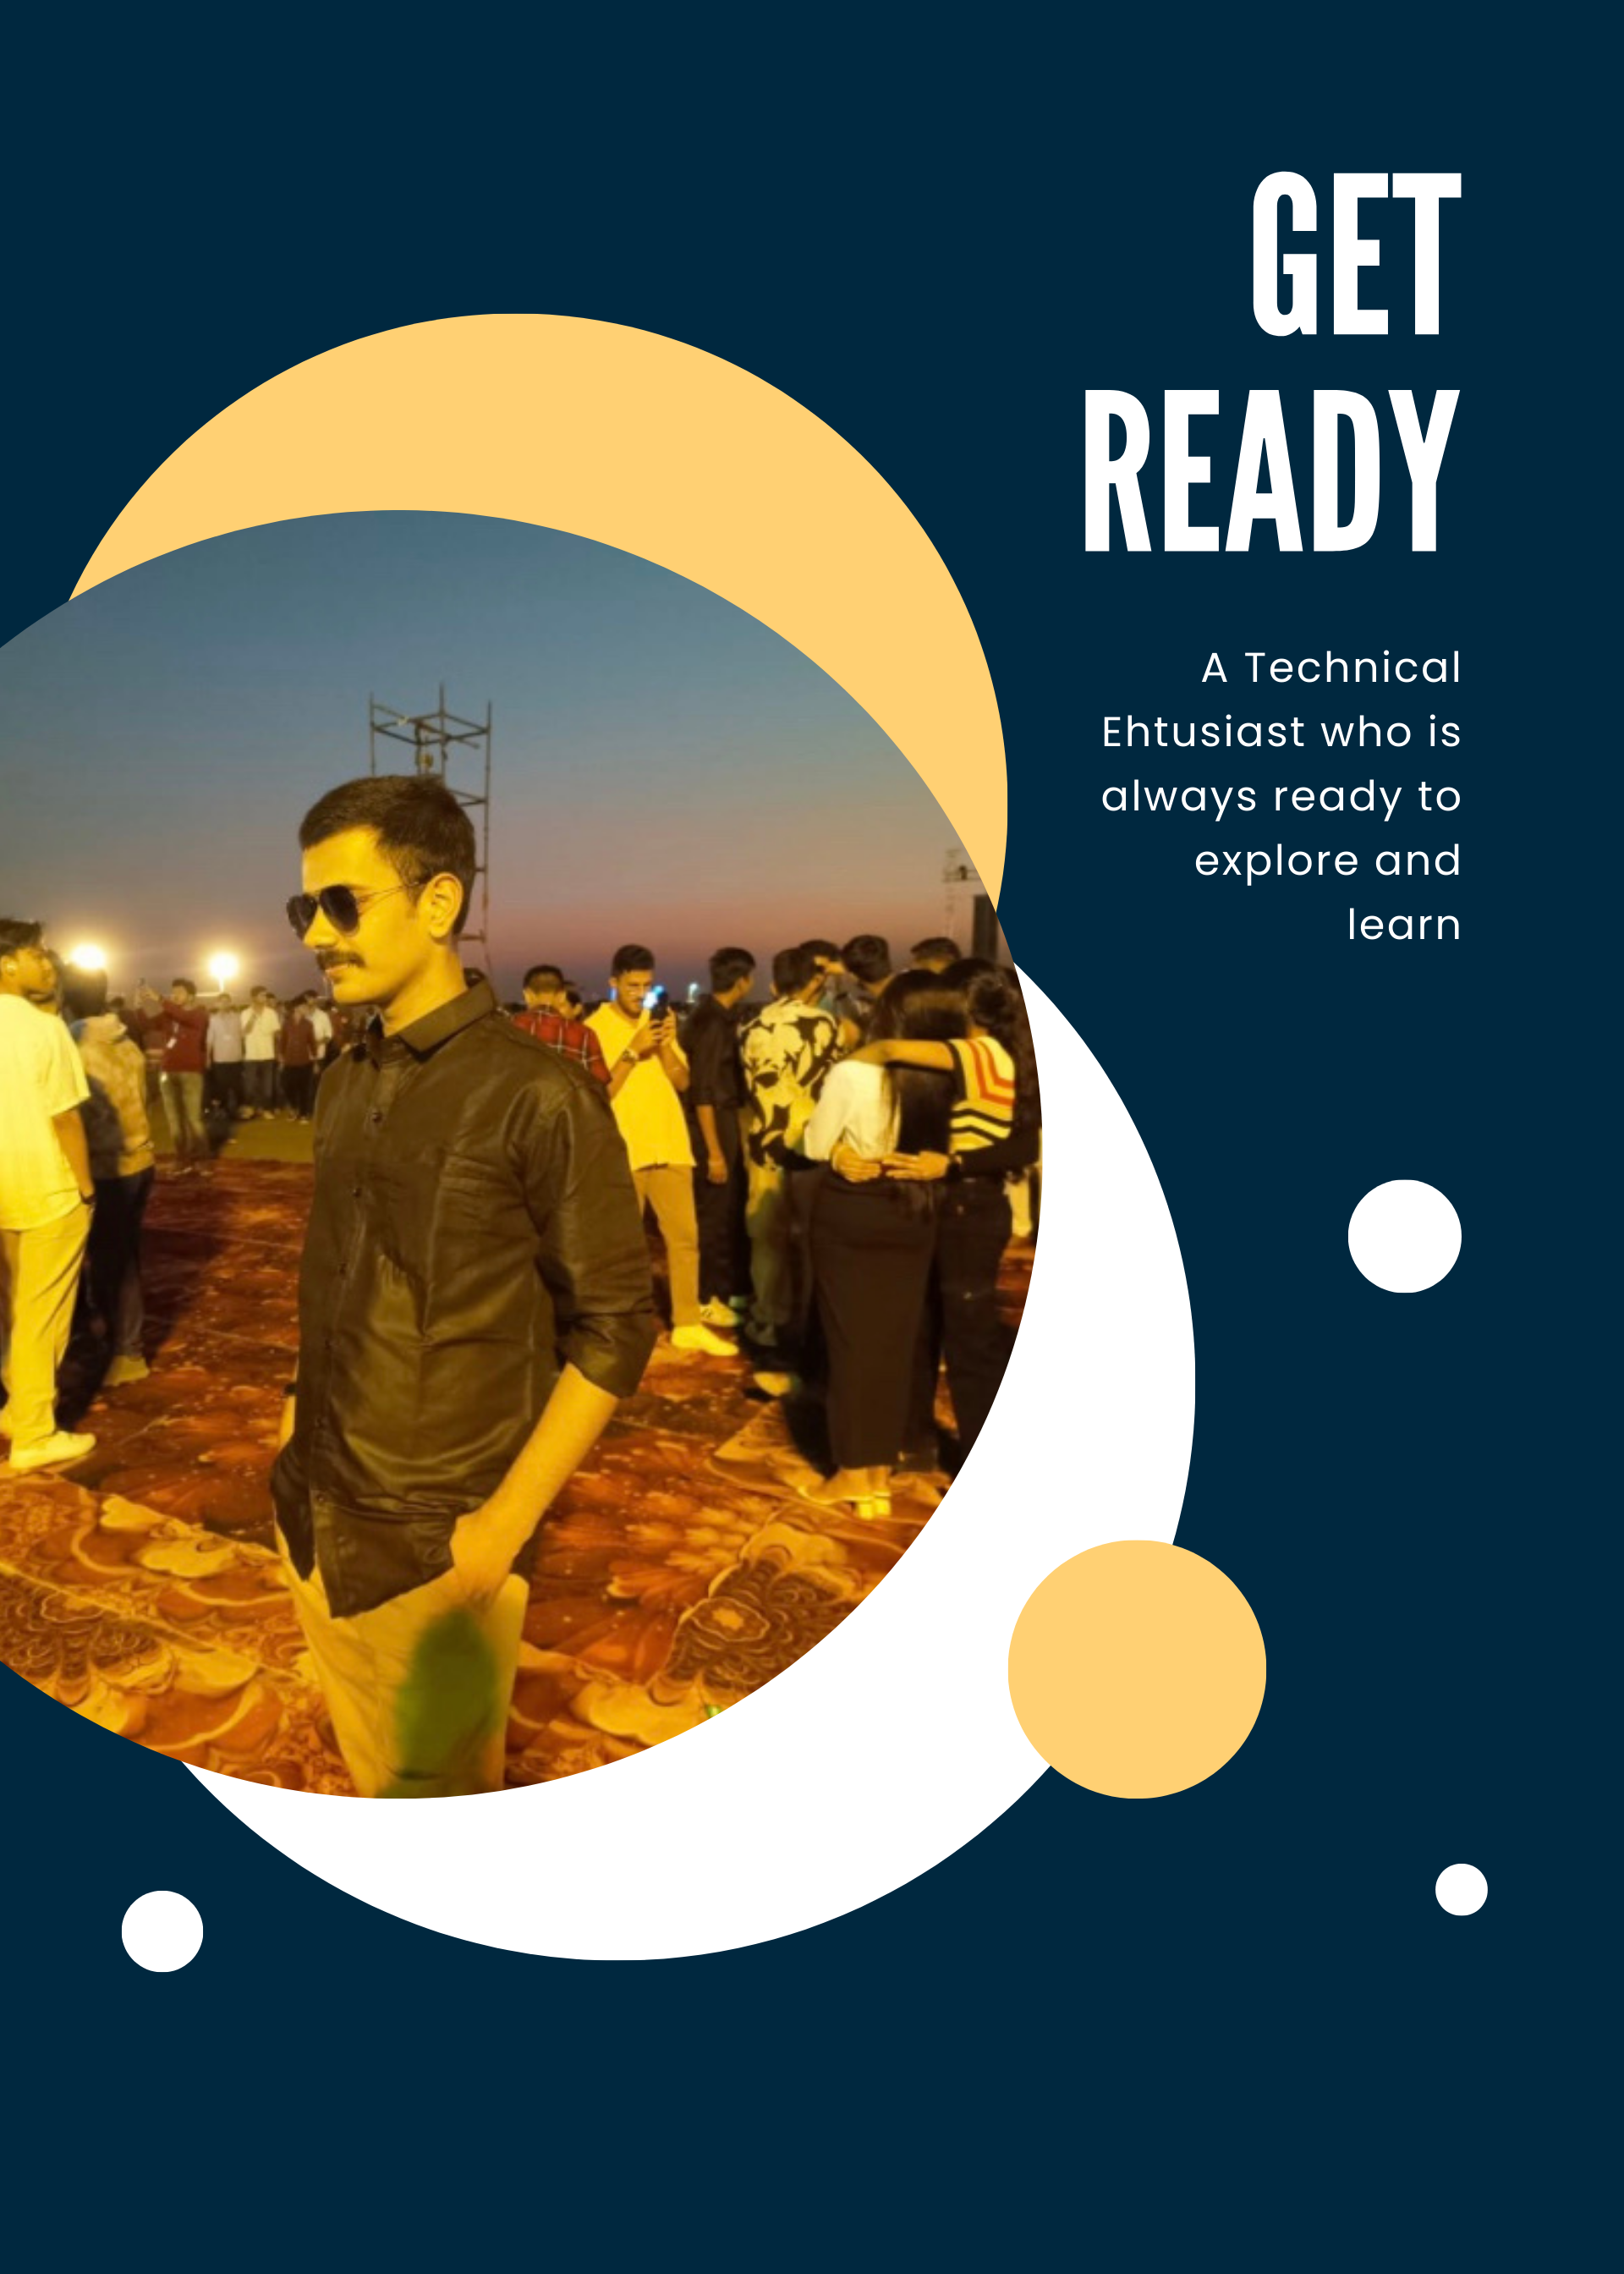 GET
READY
A Technical
Ehtusiast who is
always ready to
explore and
learn